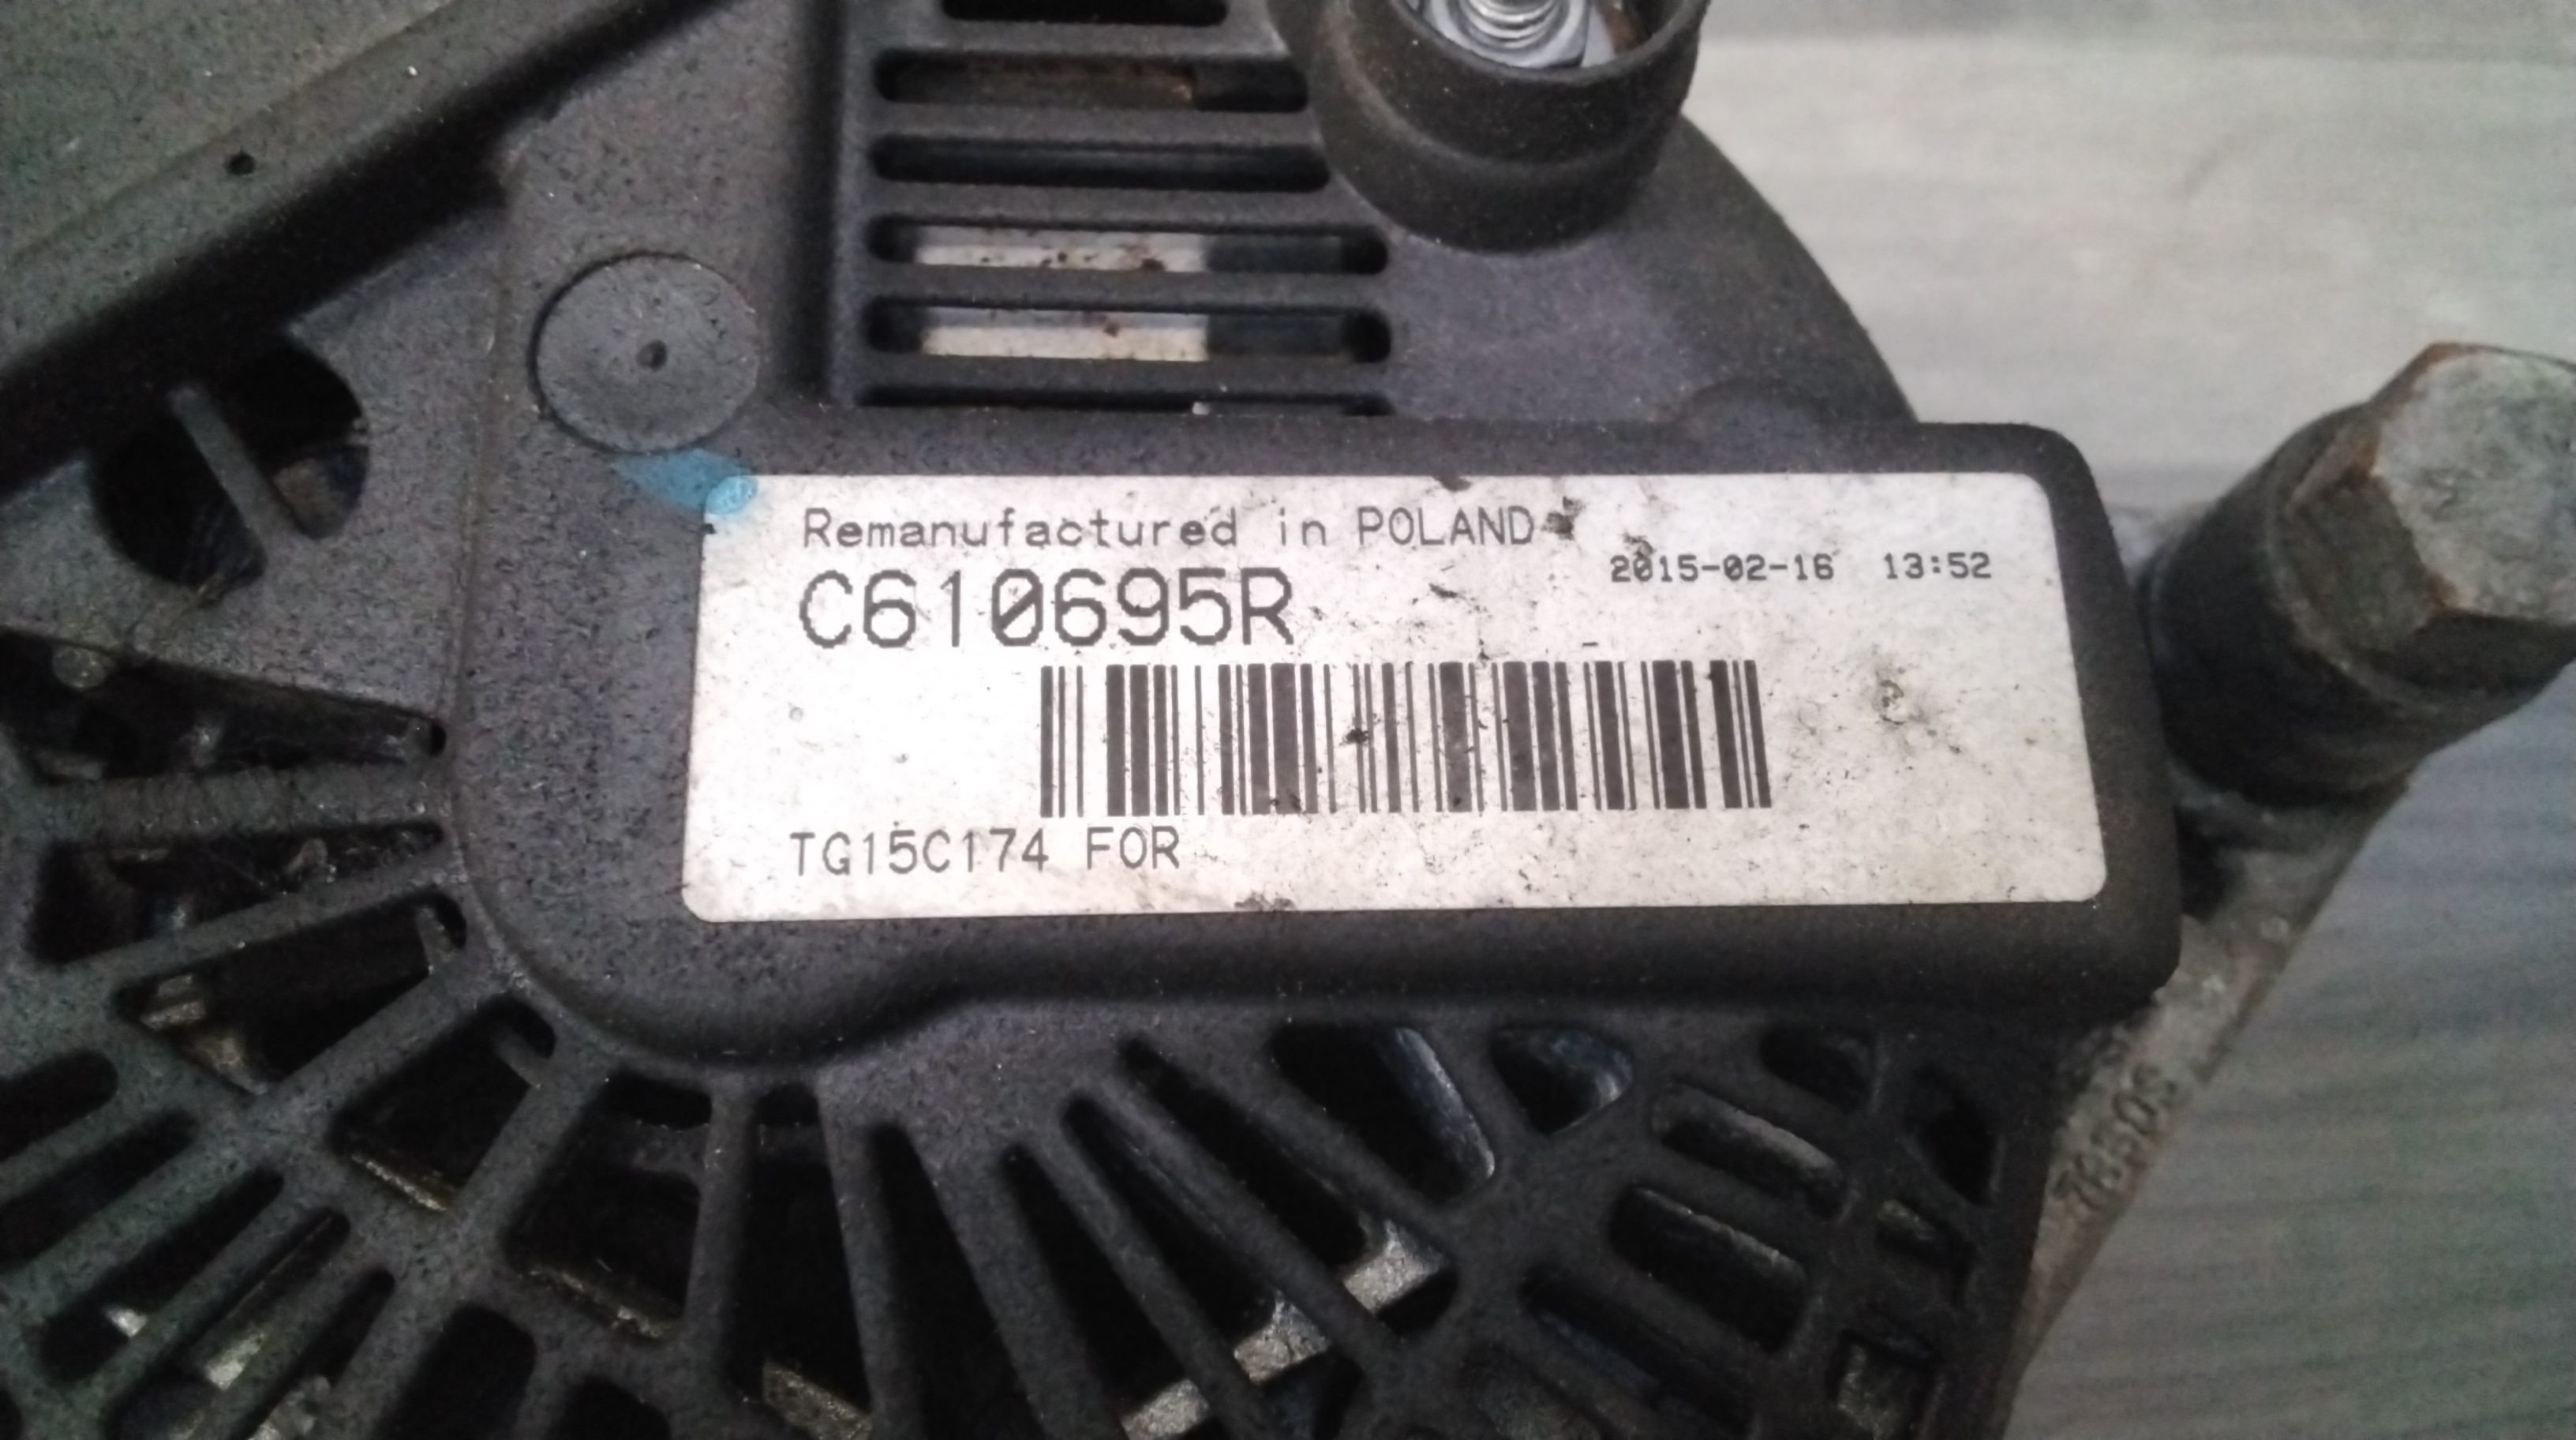 Remanufactured in POLAND
2015-02-16 13:52
C610695R
TG15C174 FOR